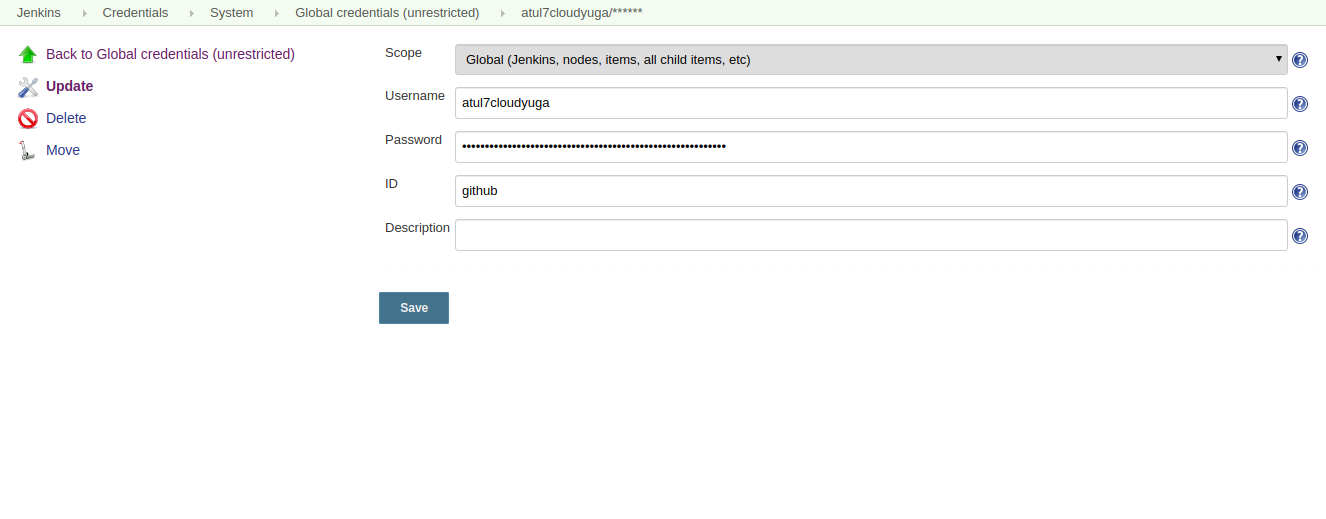 Jenkins Credentials System Global credentials (unrestricted) atul7cloudyuga/******
Back to Global credentials (unrestricted)
Update
Delete
Move
Scope Global (Jenkins, nodes, items, all child items, etc)
Username atul7cloudyuga
Password
ID github
Description
Save